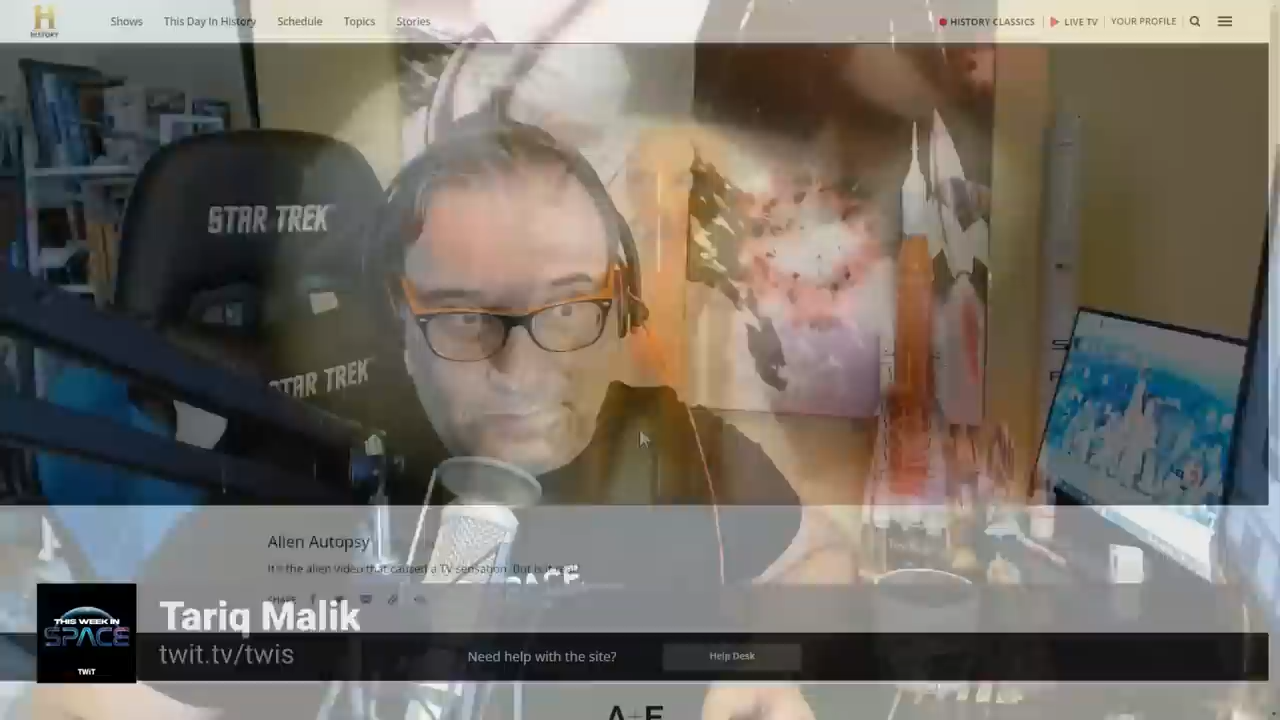 H
HISTORY
Shows
This Day In History
Schedule
Topics
Stories
HISTORY CLASSICS
LIVE TV
YOUR PROFILE
STAR TREK
STAR TREK
Alien Autopsy
It's the alien video that caused a TV sensation. But is it real?
SHARE
SPACE
THIS WEEK IN
SPACE
TWiT
Tariq Malik
twit.tv/twis
Need help with the site?
Help Desk
A+E